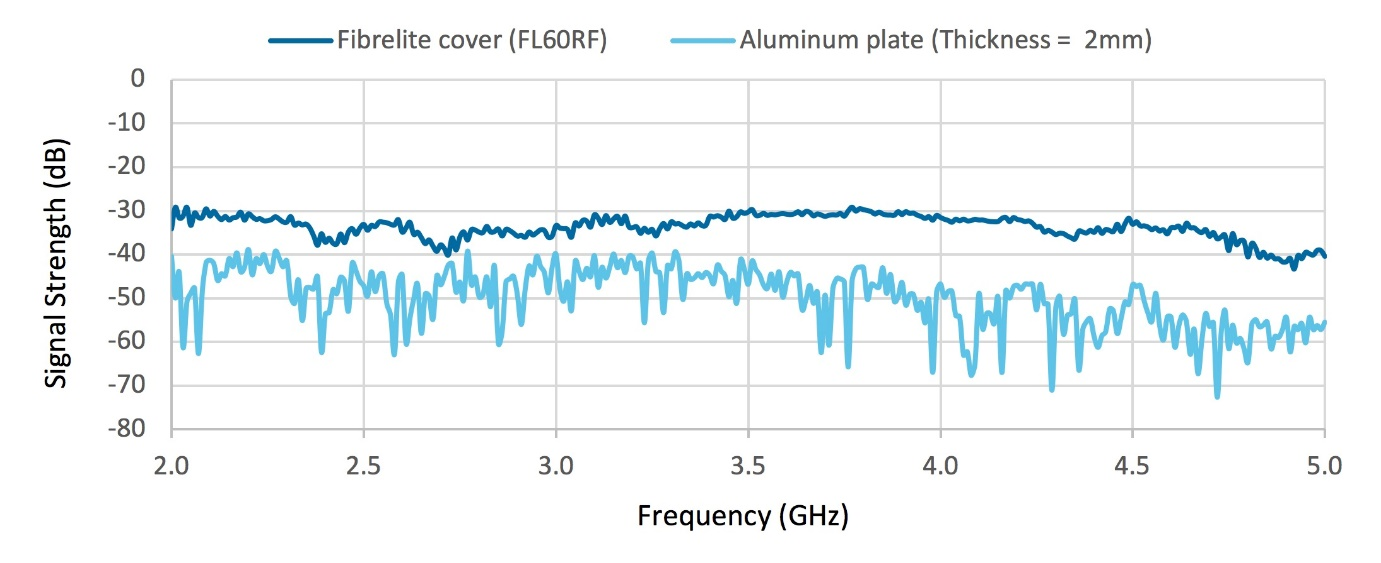 Fibrelite cover (FL60RF) Aluminum plate (Thickness = 2mm)
0
-10
-20
-30
-40
-50
-60
-70
-80
Signal Strength (dB)
2.0 2.5 3.0 3.5 4.0 4.5 5.0
Frequency (GHz)